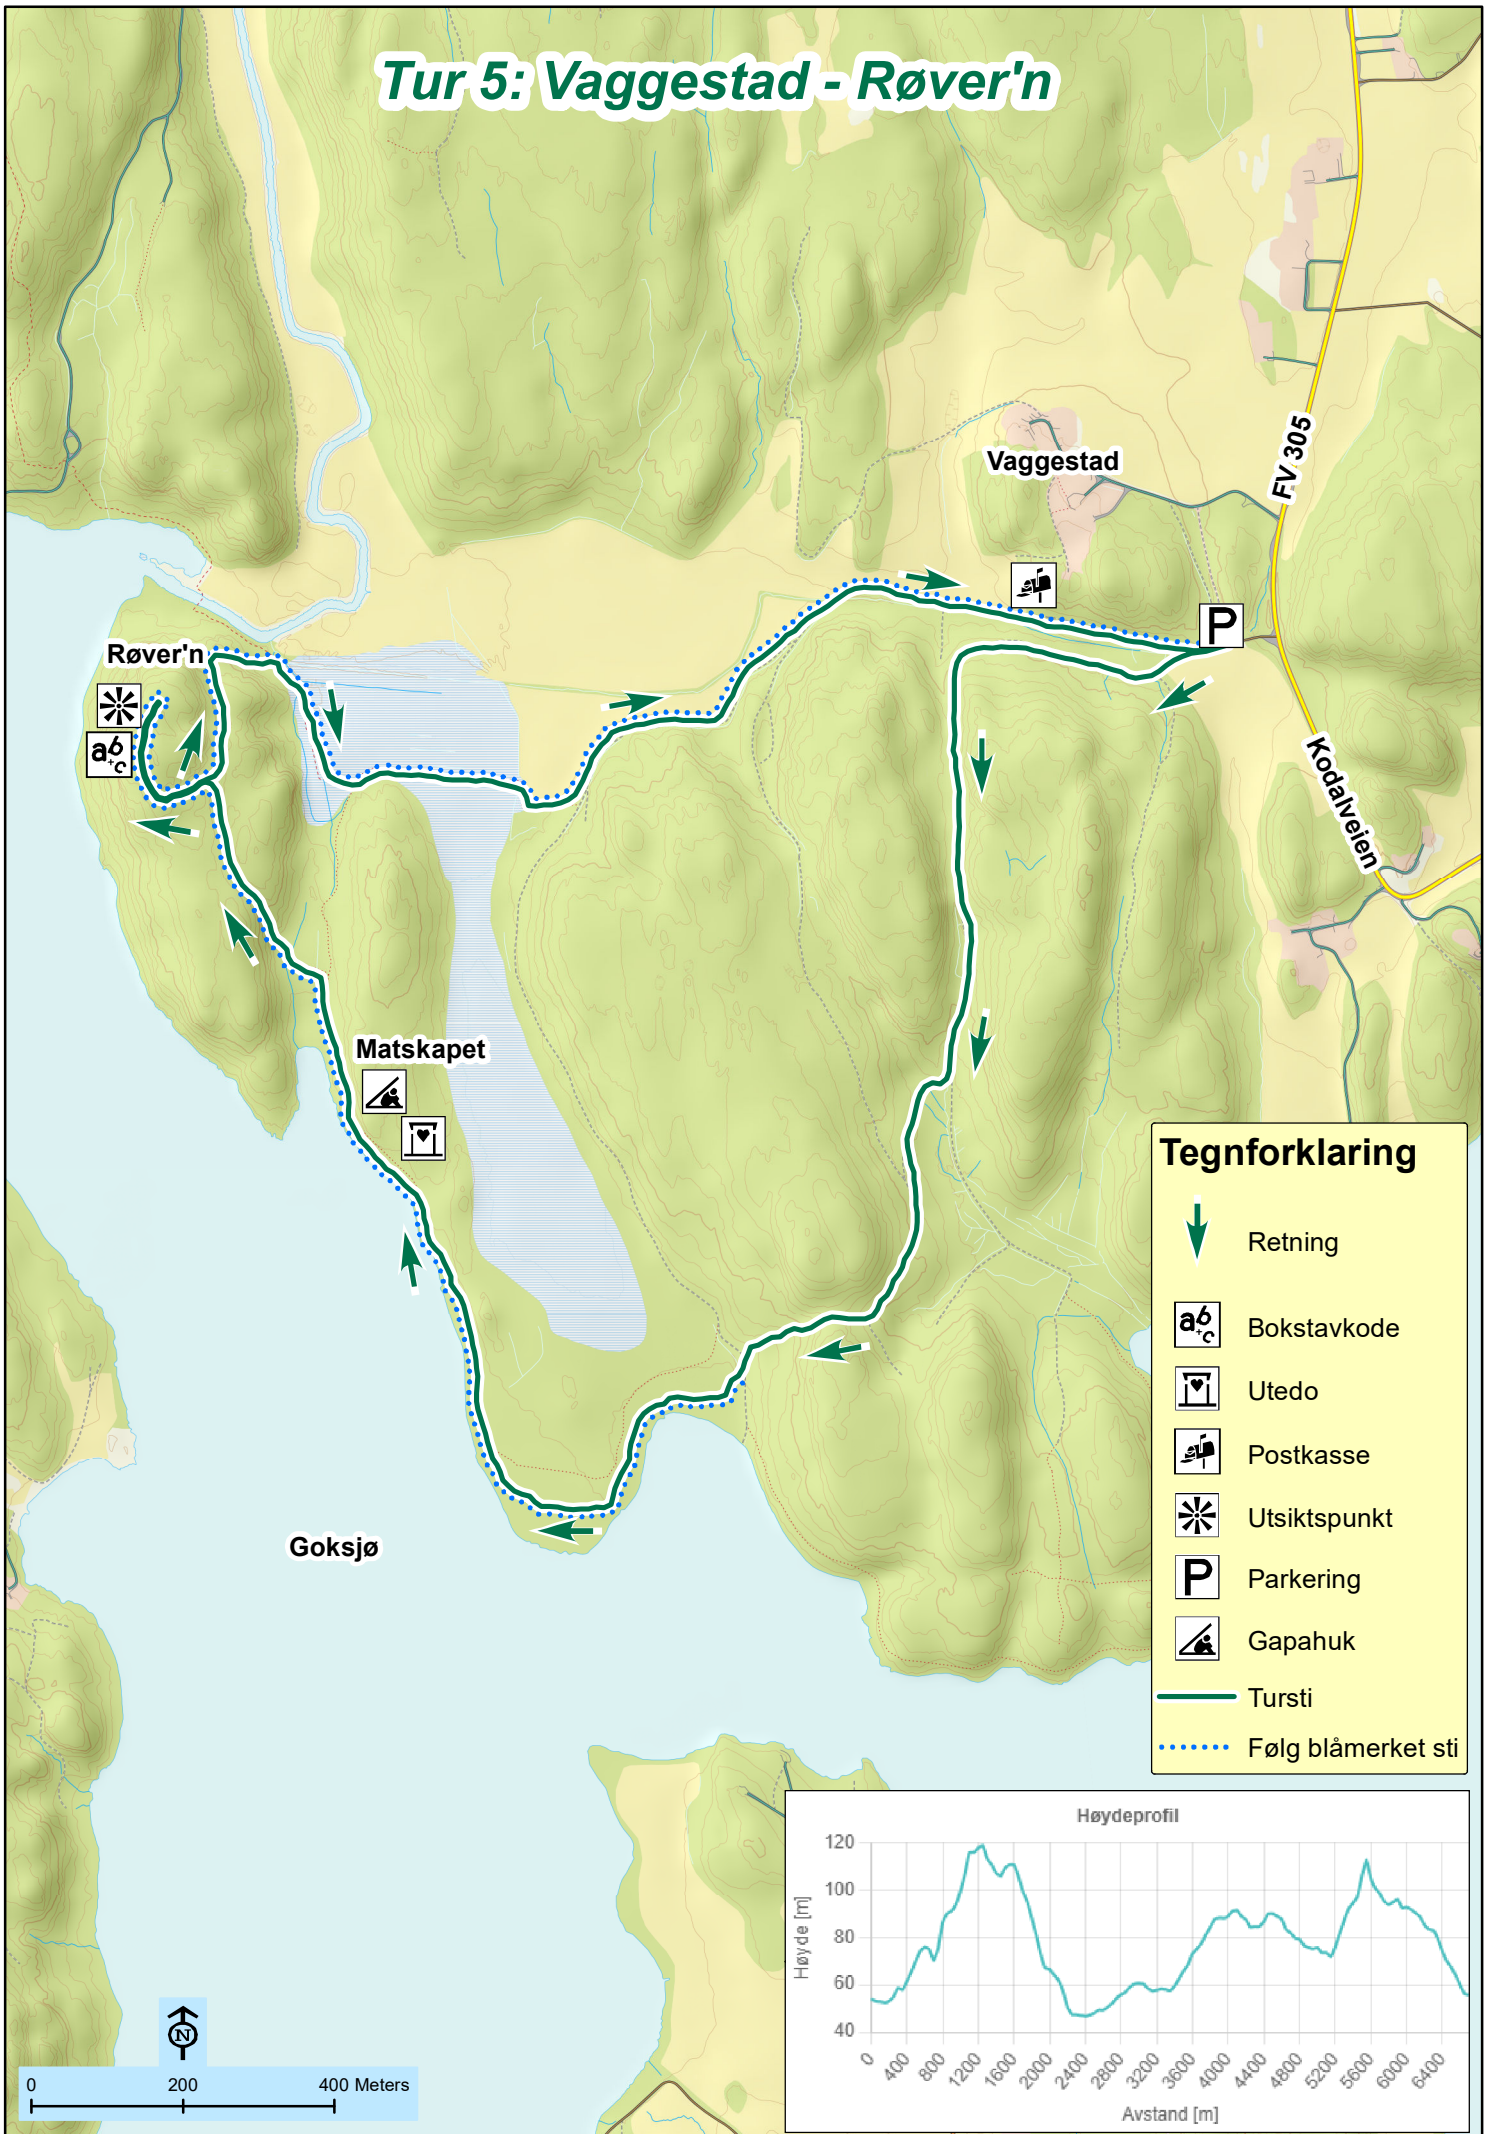 Tur 5: Vaggestad - Røver'n
Vaggestad
FV 305
P
Røver'n
ab+c
Kodalveien
Matskapet
Goksjø
Tegnforklaring
Retning
ab+c
Bokstavkode
Utedo
Postkasse
Utsiktspunkt
P
Parkering
Gapahuk
Tursti
Følg blåmerket sti
Høydeprofil
Høyde [m]
120
100
80
60
40
0 400 800 1200 1600 2000 2400 2800 3200 3600 4000 4400 4800 5200 5600 6000 6400
Avstand [m]
N
0 200 400 Meters